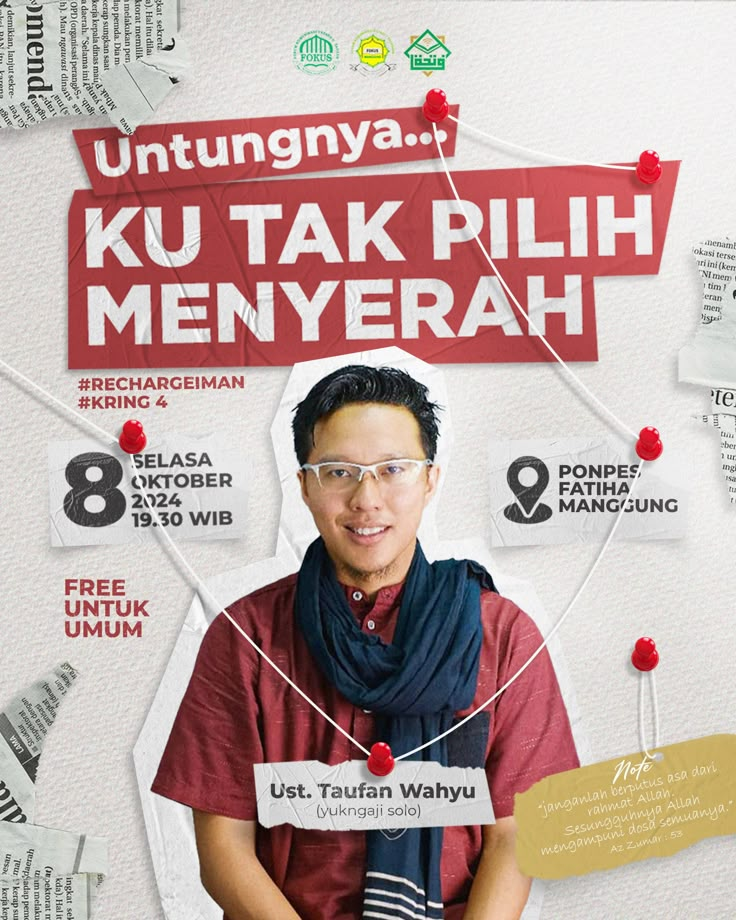 FOKUS
FOKUS
Untungnya...
KU TAK PILIH
MENYERAH
#RECHARGEIMAN
#KRING 4
8
SELASA
OKTOBER
2024
19.30 WIB
PONPES
FATIHA
MANGGUNG
FREE
UNTUK
UMUM
Ust. Taufan Wahyu
(yukngaji solo)
Note
"janganlah berputus asa dari
rahmat Allah.
Sesungguhnya Allah
mengampuni dosa semuanya."
Az Zumar : 53